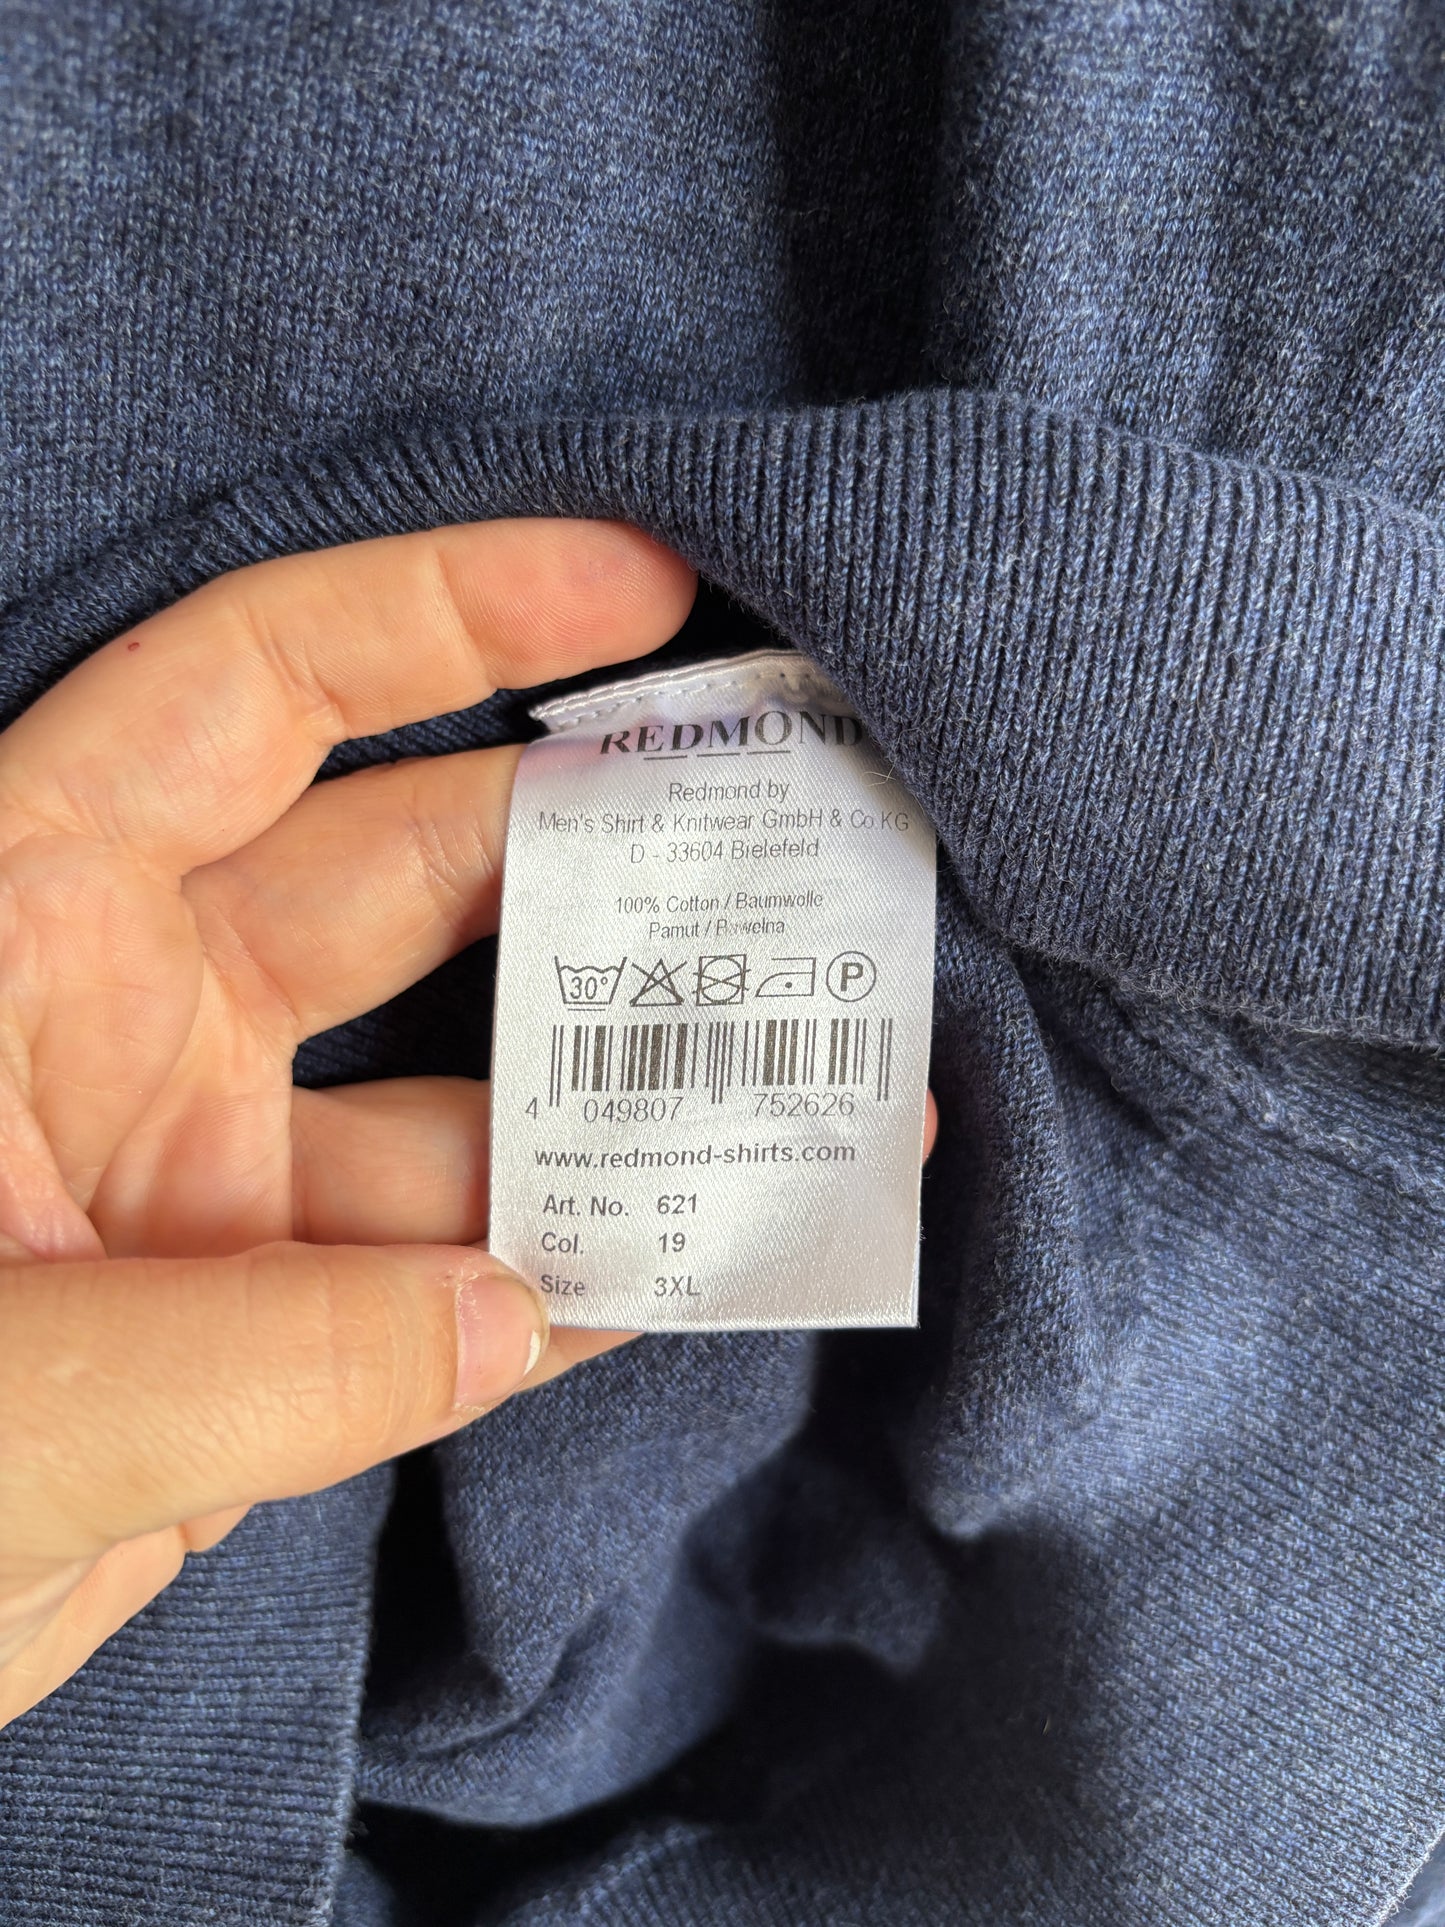 REDMOND
Redmond by
Men's Shirt & Knitwear GmbH & Co.KG
D - 33604 Bielefeld
100% Cotton / Baumwolle
Pamut / Bawelna
30° P
4 049807 752626
www.redmond-shirts.com
Art. No. 621
Col. 19
Size 3XL